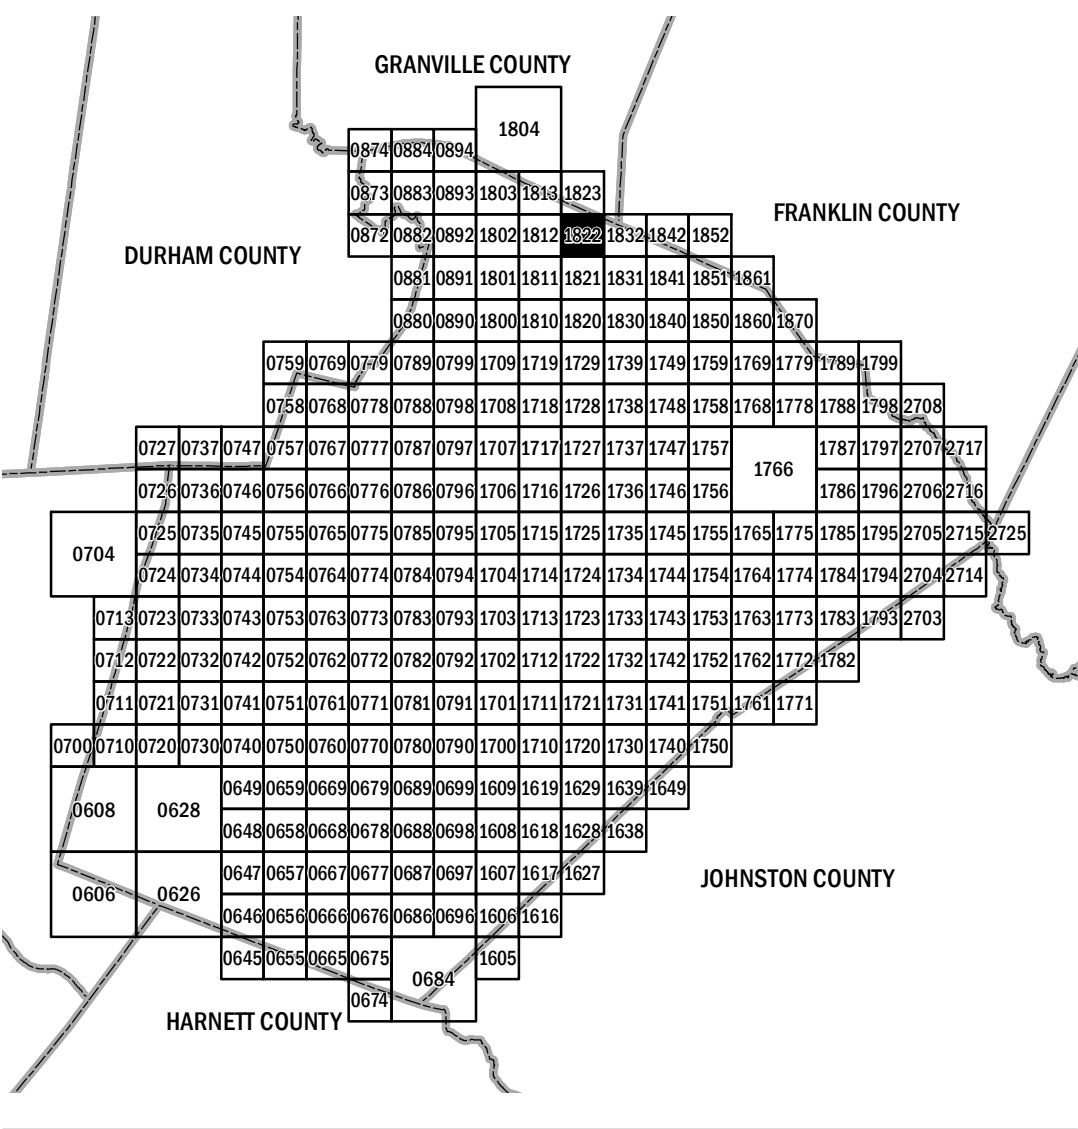 GRANVILLE COUNTY
1804
0874 0884 0894
0873 0883 0893 1803 1813 1823
FRANKLIN COUNTY
0872 0882 0892 1802 1812 1822 1832 1842 1852
DURHAM COUNTY
0881 0891 1801 1811 1821 1831 1841 1851 1861
0880 0890 1800 1810 1820 1830 1840 1850 1860 1870
0759 0769 0779 0789 0799 1709 1719 1729 1739 1749 1759 1769 1779 1789 1799
0758 0768 0778 0788 0798 1708 1718 1728 1738 1748 1758 1768 1778 1788 1798 2708
0727 0737 0747 0757 0767 0777 0787 0797 1707 1717 1727 1737 1747 1757 1787 1797 2707 2717
1766
0726 0736 0746 0756 0766 0776 0786 0796 1706 1716 1726 1736 1746 1756 1786 1796 2706 2716
0725 0735 0745 0755 0765 0775 0785 0795 1705 1715 1725 1735 1745 1755 1765 1775 1785 1795 2705 2715 2725
0704
0724 0734 0744 0754 0764 0774 0784 0794 1704 1714 1724 1734 1744 1754 1764 1774 1784 1794 2704 2714
0713 0723 0733 0743 0753 0763 0773 0783 0793 1703 1713 1723 1733 1743 1753 1763 1773 1783 1793 2703
0712 0722 0732 0742 0752 0762 0772 0782 0792 1702 1712 1722 1732 1742 1752 1762 1772 1782
0711 0721 0731 0741 0751 0761 0771 0781 0791 1701 1711 1721 1731 1741 1751 1761 1771
0700 0710 0720 0730 0740 0750 0760 0770 0780 0790 1700 1710 1720 1730 1740 1750
0649 0659 0669 0679 0689 0699 1609 1619 1629 1639 1649
0608 0628
0648 0658 0668 0678 0688 0698 1608 1618 1628 1638
0647 0657 0667 0677 0687 0697 1607 1617 1627
JOHNSTON COUNTY
0606 0626
0646 0656 0666 0676 0686 0696 1606 1616
0645 0655 0665 0675 1605
0684
0674
HARNETT COUNTY